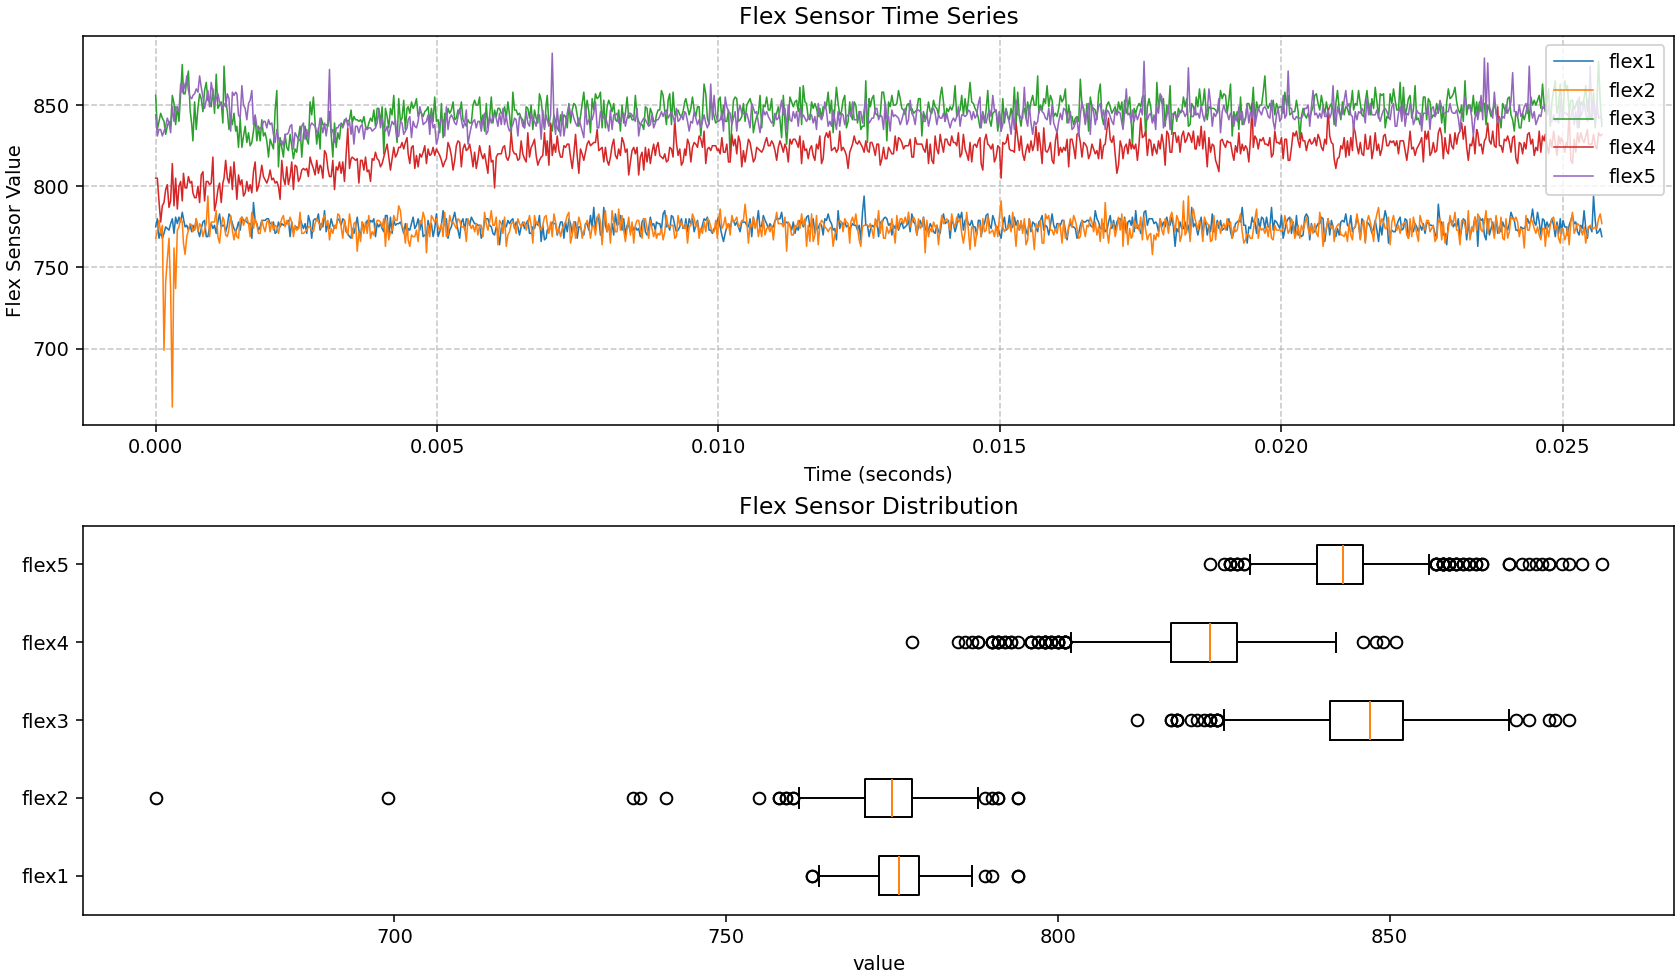 Flex Sensor Time Series
Flex Sensor Value
850
800
750
700
flex1
flex2
flex3
flex4
flex5
0.000 0.005 0.010 0.015 0.020 0.025
Time (seconds)
Flex Sensor Distribution
flex5
flex4
flex3
flex2
flex1
700 750 800 850
value